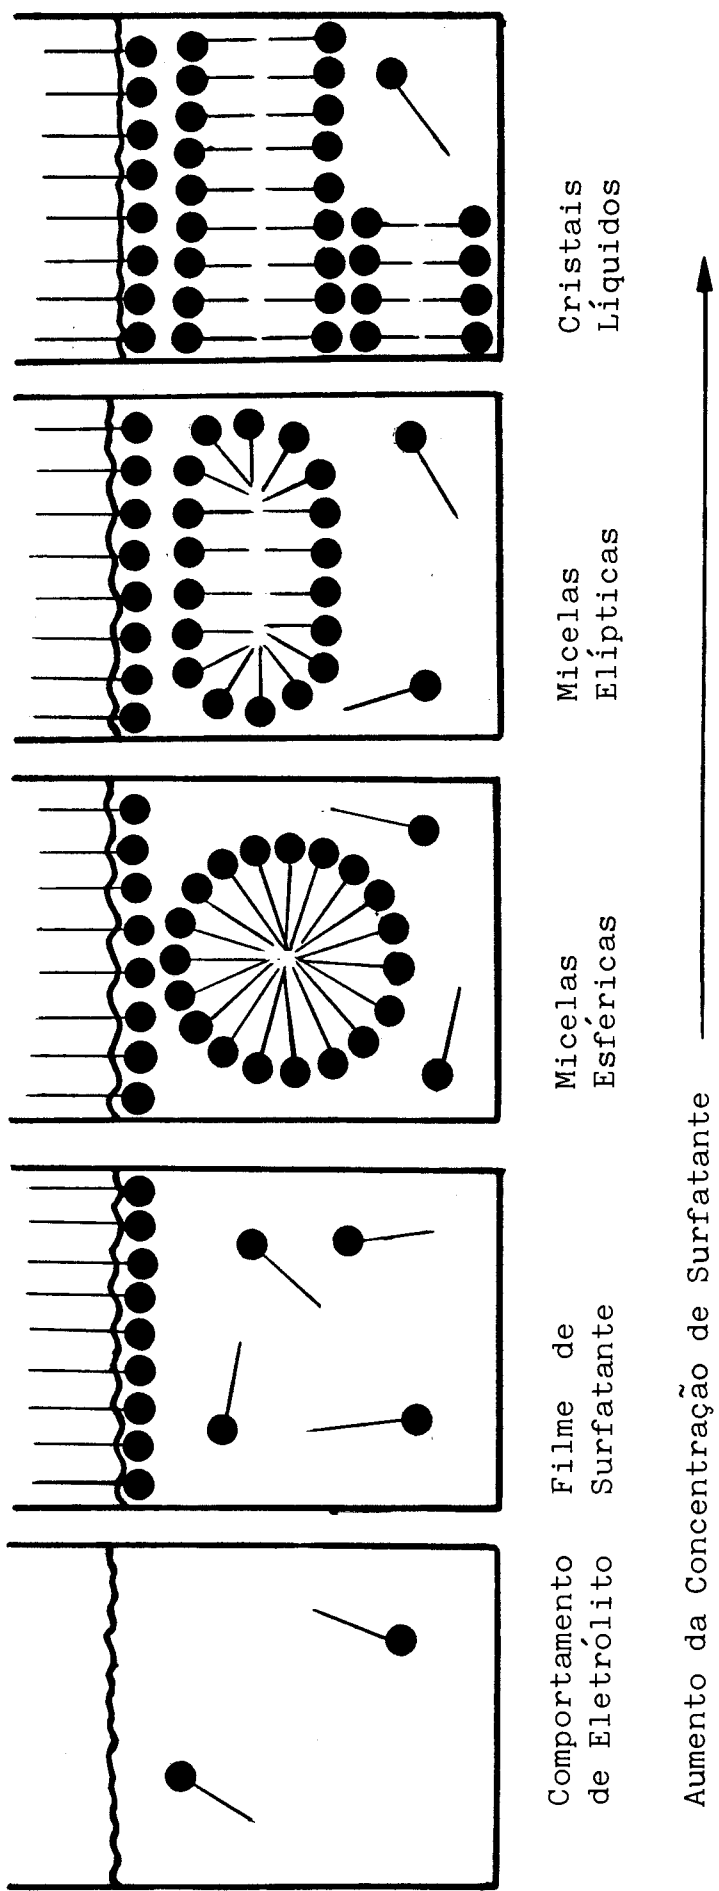 Comportamento
de Eletrólito
Filme de
Surfatante
Micelas
Esféricas
Micelas
Elípticas
Cristais
Líquidos
Aumento da Concentração de Surfatante